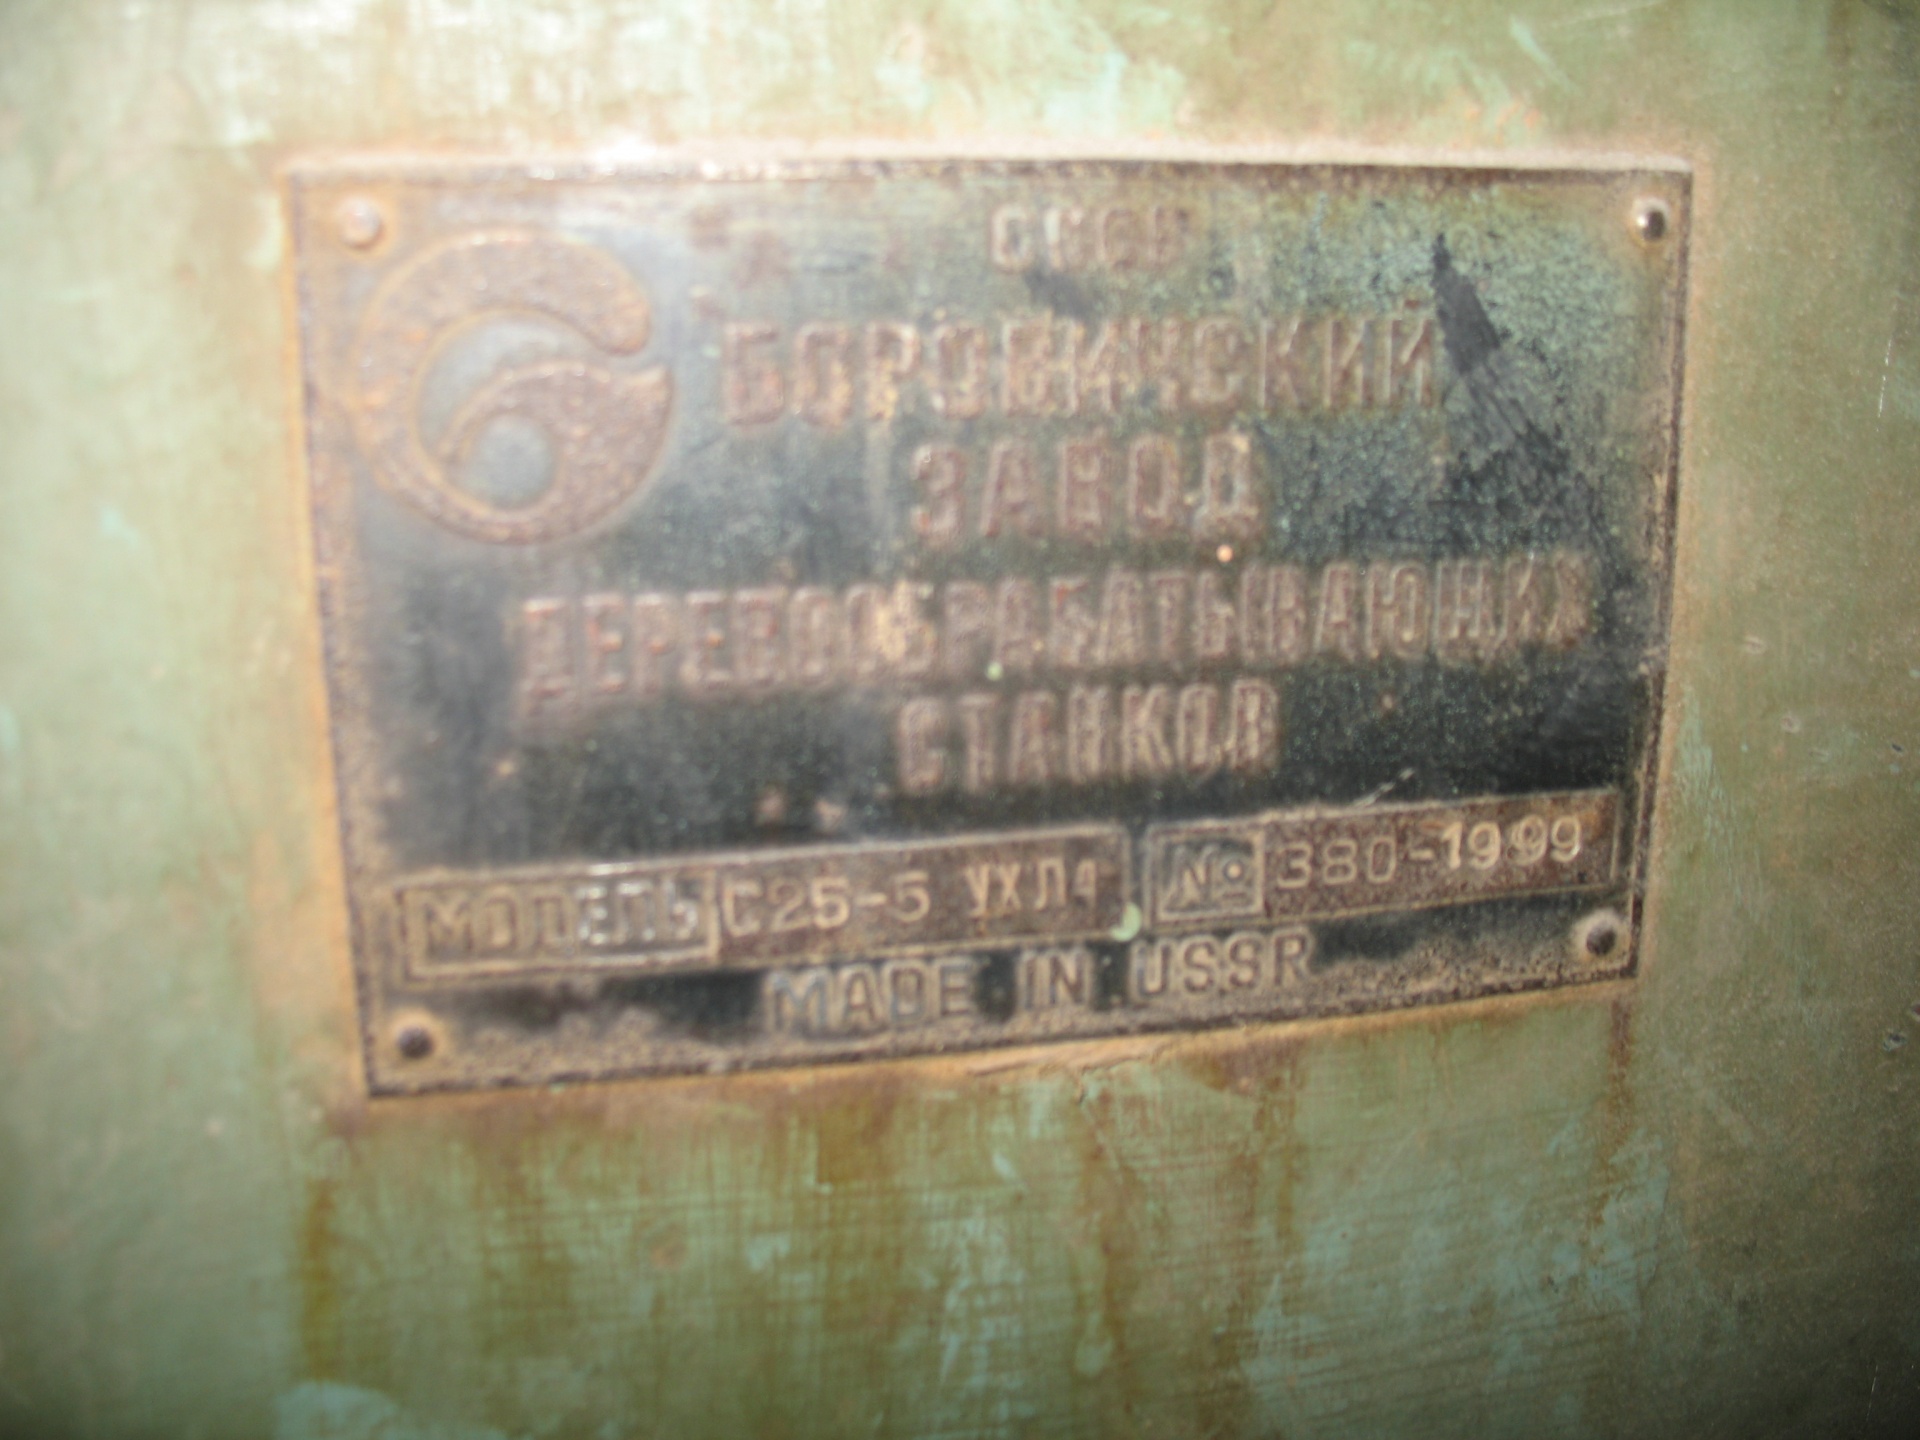 СССР
БОРОВИЧСКИЙ
ЗАВОД
ДЕРЕВООБРАБАТЫВАЮЩИХ
СТАНКОВ
МОДЕЛЬ С25-5 УХЛ4 № 380-1999
MADE IN USSR